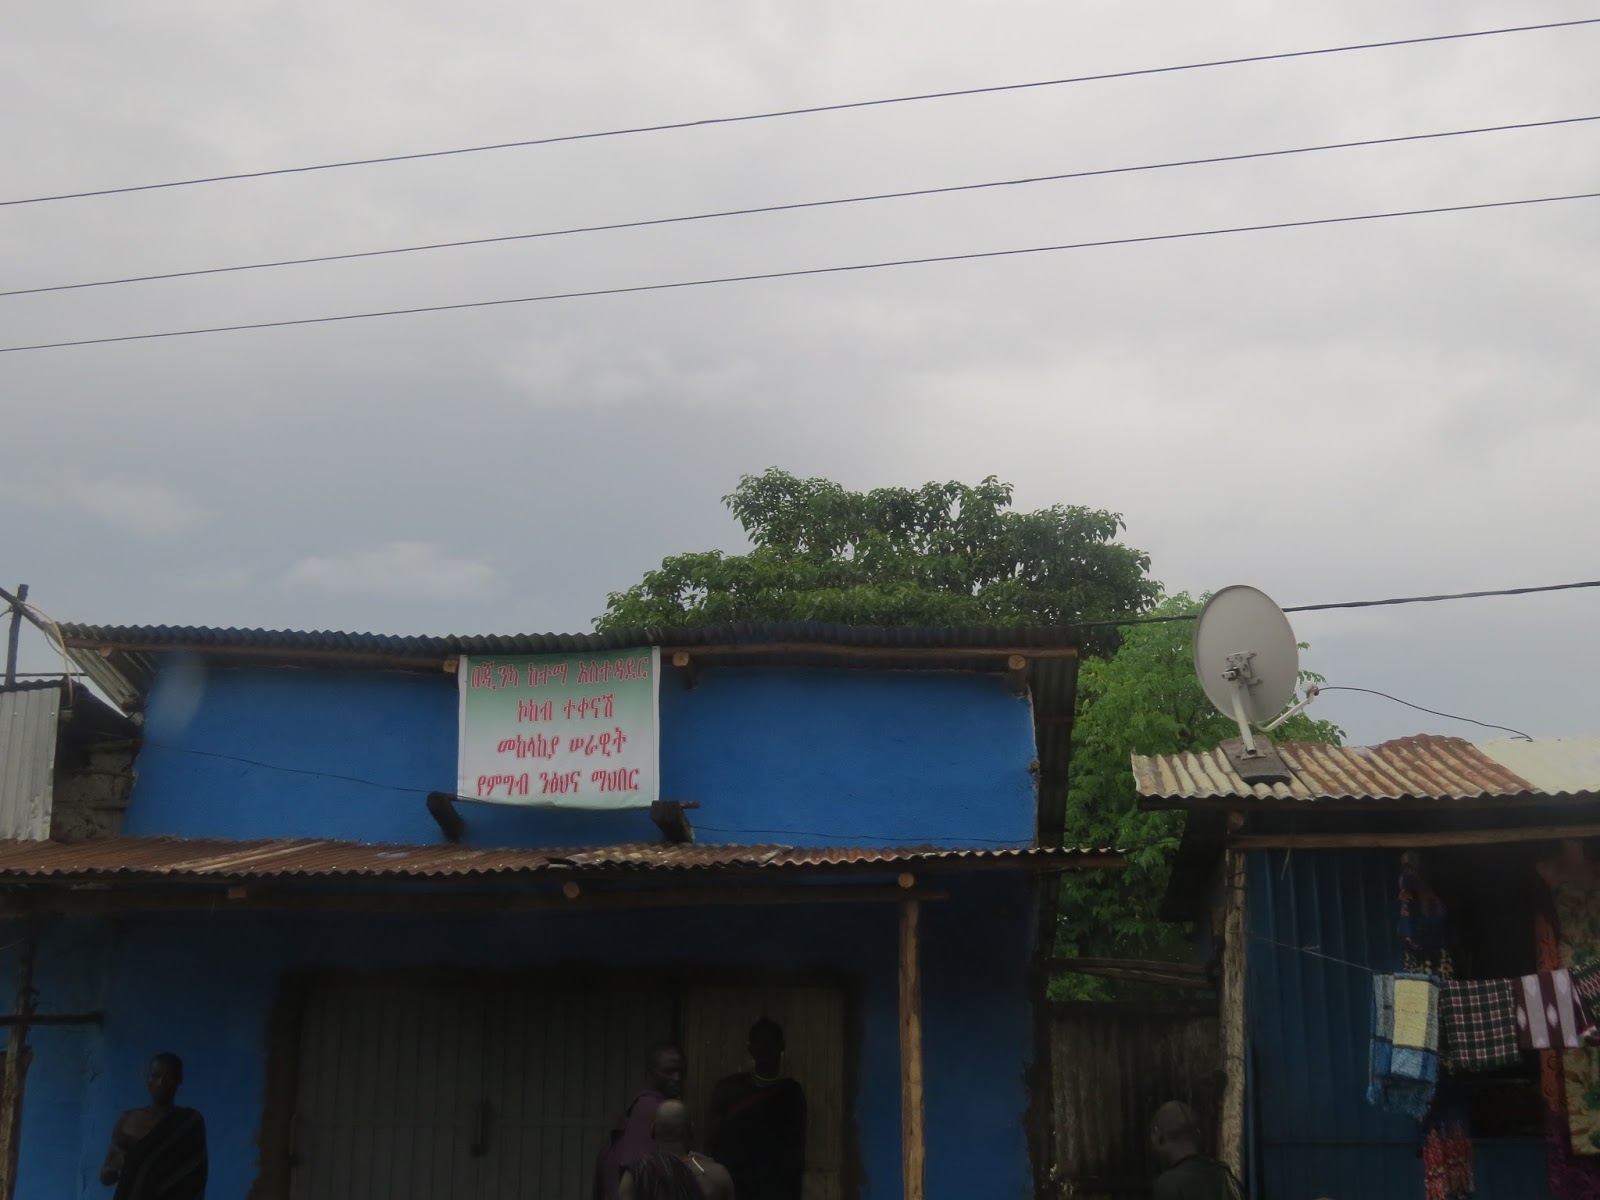 በጂንካ ከተማ አስተዳደር
ኮከብ ተቀናሽ
መከላከያ ሠራዊት
የምግብ ንፅህና ማህበር